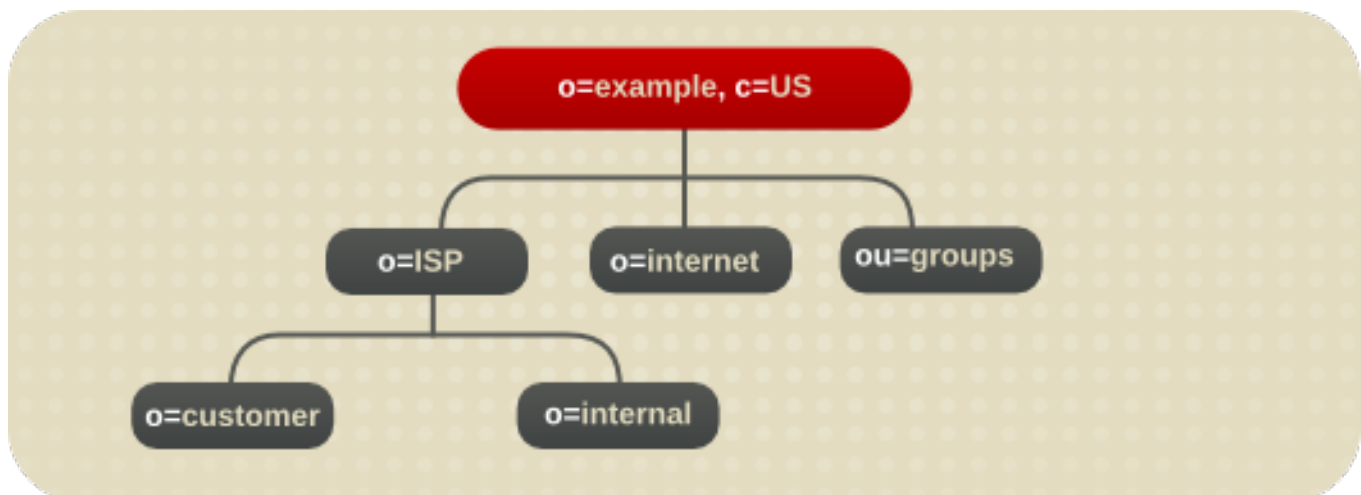 o=example, c=US
o=ISP
o=internet
ou=groups
o=customer
o=internal